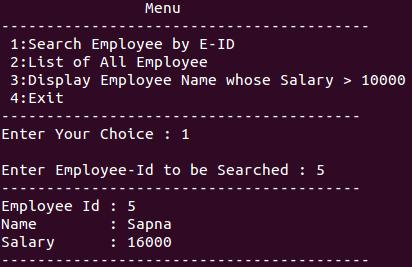 Menu
-----------------------------------------
1:Search Employee by E-ID
2:List of All Employee
3:Display Employee Name whose Salary > 10000
4:Exit
----------------------------------------
Enter Your Choice : 1
Enter Employee-Id to be Searched : 5
----------------------------------------
Employee Id : 5
Name        : Sapna
Salary      : 16000
-----------------------------------------